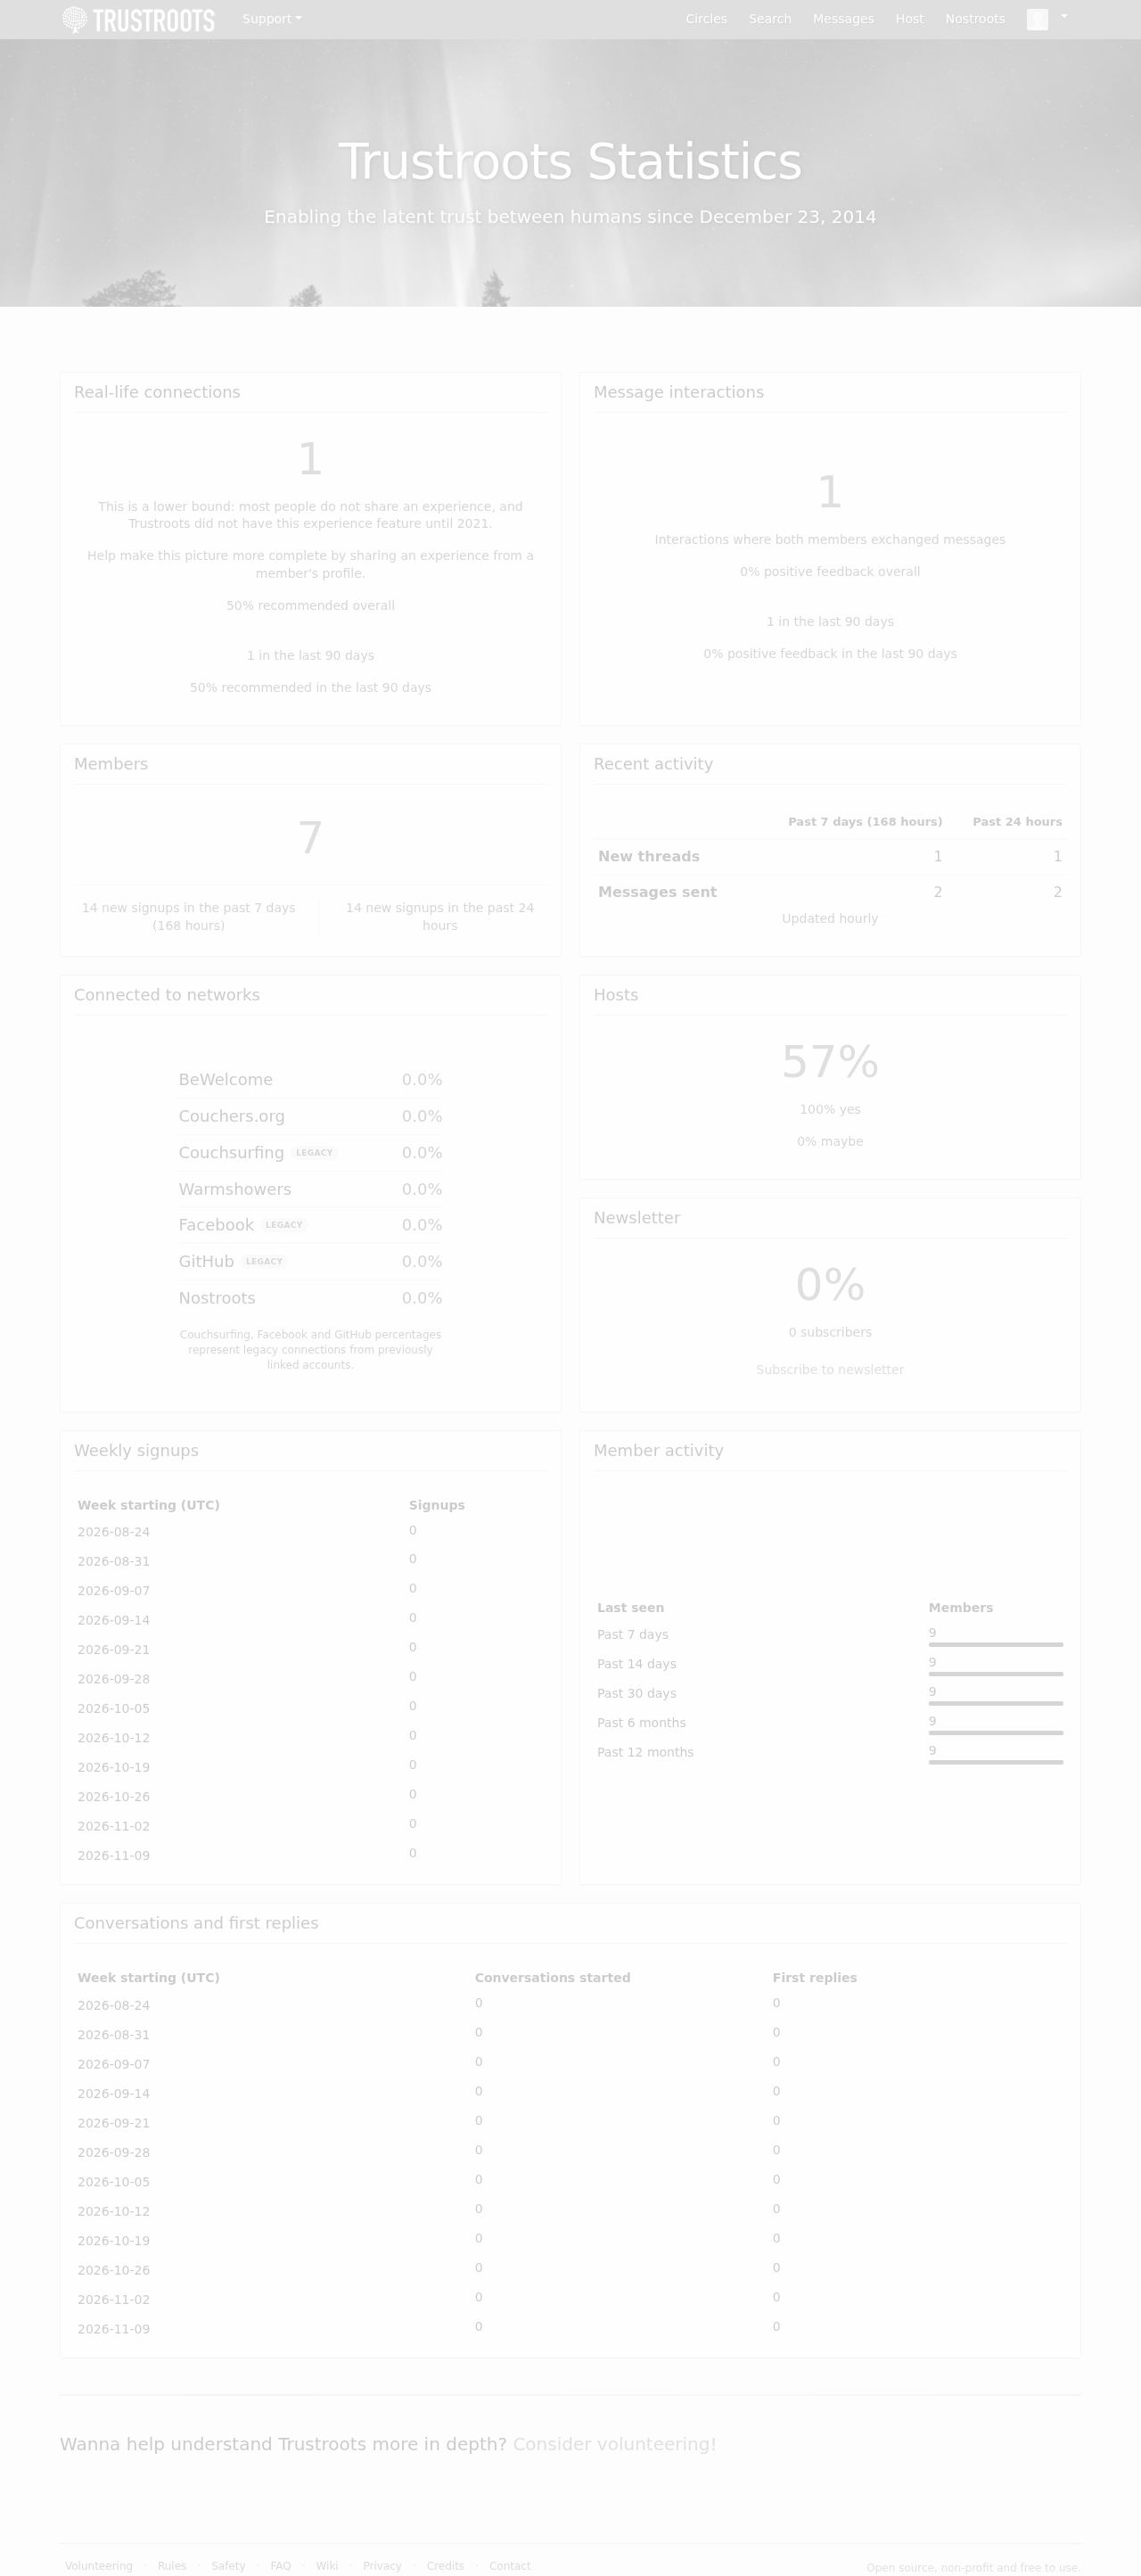 TRUSTROOTS Support Circles Search Messages Host Nostroots
Trustroots Statistics
Enabling the latent trust between humans since December 23, 2014
Real-life connections
1
This is a lower bound: most people do not share an experience, and
Trustroots did not have this experience feature until 2021.
Help make this picture more complete by sharing an experience from a
member's profile.
50% recommended overall
1 in the last 90 days
50% recommended in the last 90 days
Message interactions
1
Interactions where both members exchanged messages
0% positive feedback overall
1 in the last 90 days
0% positive feedback in the last 90 days
Members
7
14 new signups in the past 7 days
(168 hours)
14 new signups in the past 24
hours
Recent activity
Past 7 days (168 hours) Past 24 hours
New threads 1 1
Messages sent 2 2
Updated hourly
Connected to networks
BeWelcome 0.0%
Couchers.org 0.0%
Couchsurfing LEGACY 0.0%
Warmshowers 0.0%
Facebook LEGACY 0.0%
GitHub LEGACY 0.0%
Nostroots 0.0%
Couchsurfing, Facebook and GitHub percentages
represent legacy connections from previously
linked accounts.
Hosts
57%
100% yes
0% maybe
Newsletter
0%
0 subscribers
Subscribe to newsletter
Weekly signups
Week starting (UTC) Signups
2026-08-24 0
2026-08-31 0
2026-09-07 0
2026-09-14 0
2026-09-21 0
2026-09-28 0
2026-10-05 0
2026-10-12 0
2026-10-19 0
2026-10-26 0
2026-11-02 0
2026-11-09 0
Member activity
Last seen Members
Past 7 days 9
Past 14 days 9
Past 30 days 9
Past 6 months 9
Past 12 months 9
Conversations and first replies
Week starting (UTC) Conversations started First replies
2026-08-24 0 0
2026-08-31 0 0
2026-09-07 0 0
2026-09-14 0 0
2026-09-21 0 0
2026-09-28 0 0
2026-10-05 0 0
2026-10-12 0 0
2026-10-19 0 0
2026-10-26 0 0
2026-11-02 0 0
2026-11-09 0 0
Wanna help understand Trustroots more in depth? Consider volunteering!
Volunteering · Rules · Safety · FAQ · Wiki · Privacy · Credits · Contact
Open source, non-profit and free to use.